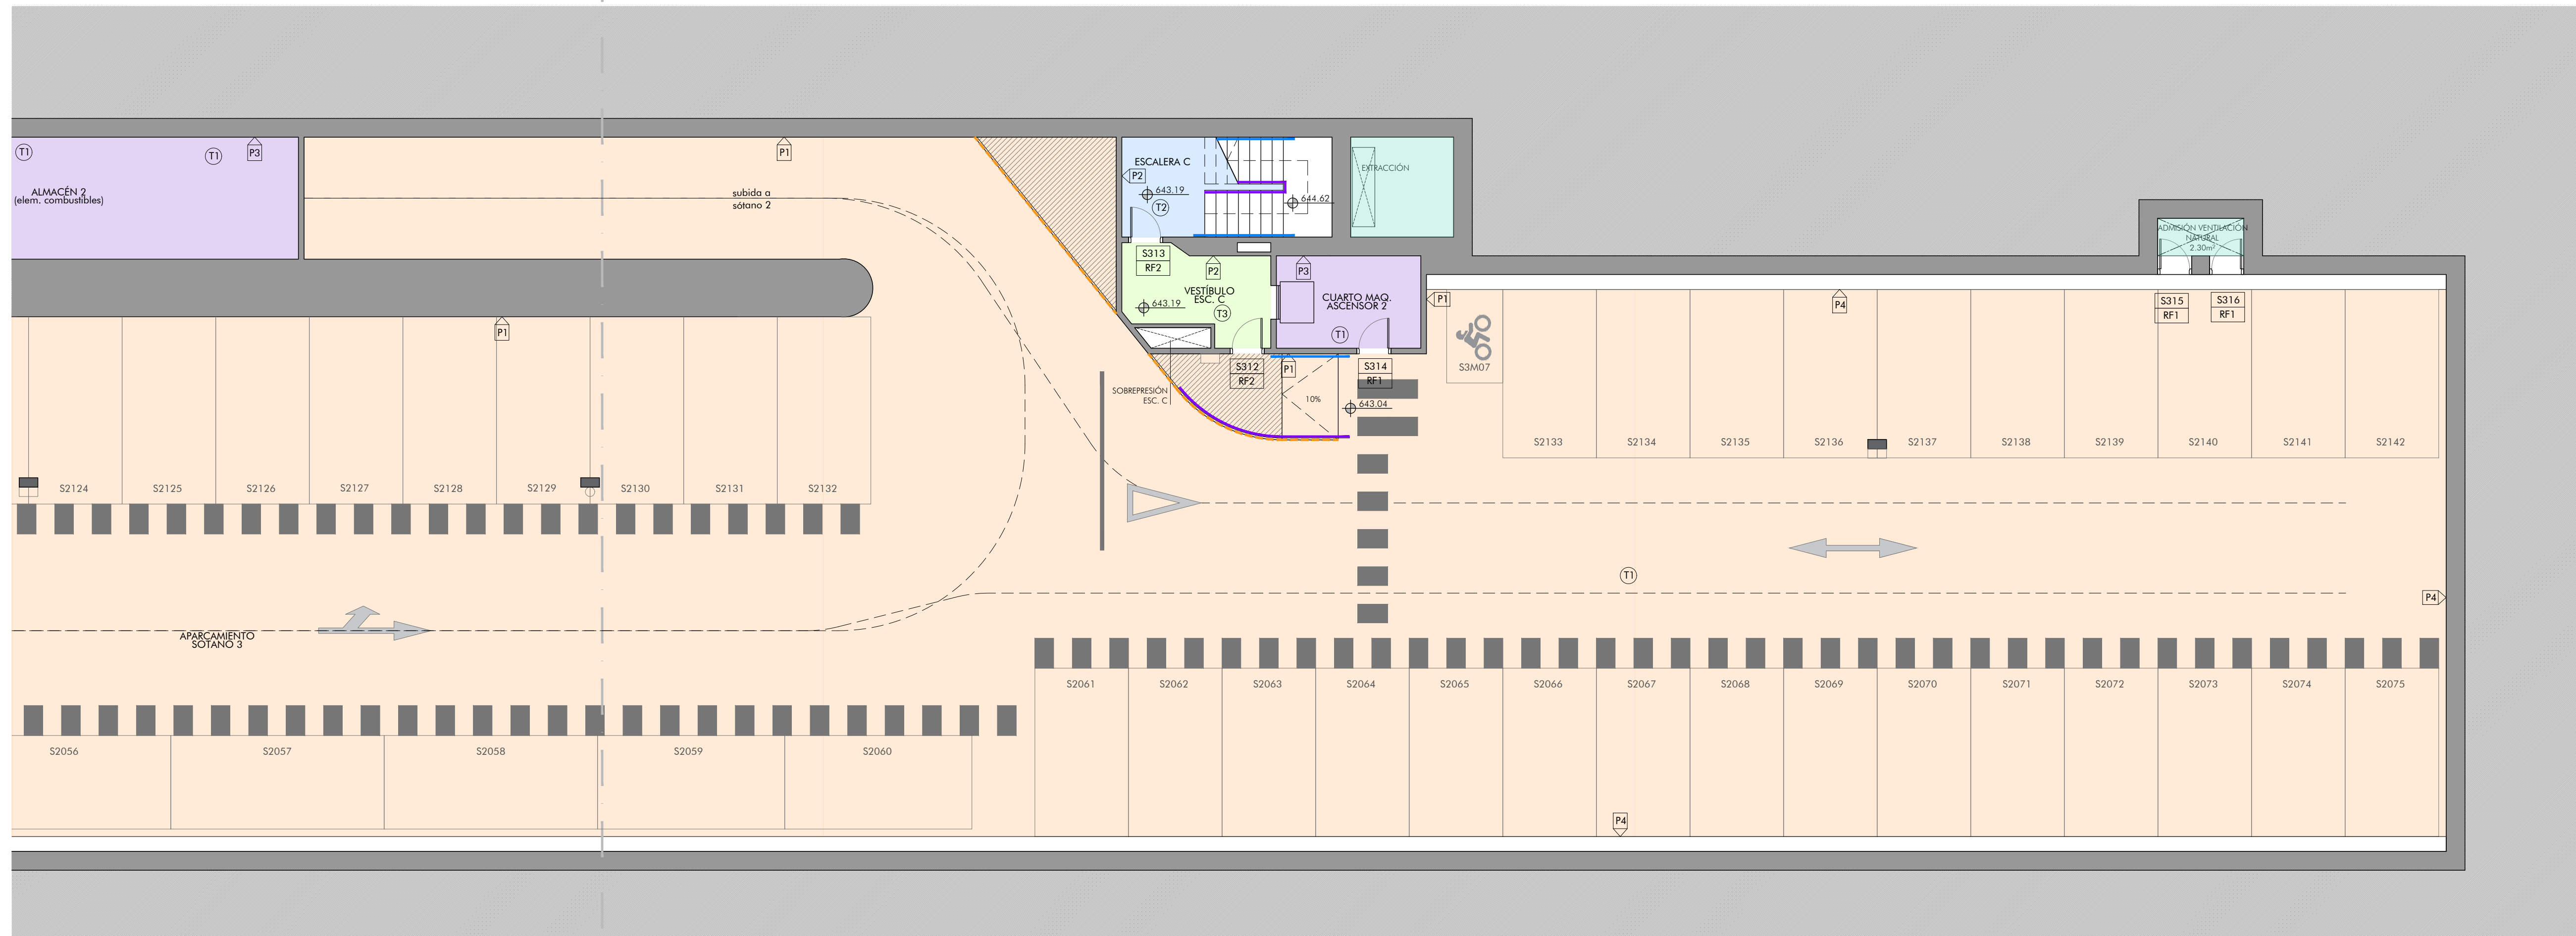 T1
T1
P3
ALMACÉN 2
(elem. combustibles)
P1
subida a
sótano 2
ESCALERA C
P2
643.19
T2
644.62
EXTRACCIÓN
S313
RF2
P2
P3
VESTÍBULO
ESC. C
643.19
T3
CUARTO MAQ.
ASCENSOR 2
T1
P1
ADMISIÓN VENTILACIÓN
NATURAL
2.30m²
S315
RF1
S316
RF1
P4
P1
S3M07
S312
RF2
P1
S314
RF1
SOBREPRESIÓN
ESC. C
10%
643.04
S2133
S2134
S2135
S2136
S2137
S2138
S2139
S2140
S2141
S2142
S2124
S2125
S2126
S2127
S2128
S2129
S2130
S2131
S2132
T1
P4
APARCAMIENTO
SÓTANO 3
S2061
S2062
S2063
S2064
S2065
S2066
S2067
S2068
S2069
S2070
S2071
S2072
S2073
S2074
S2075
S2056
S2057
S2058
S2059
S2060
P4